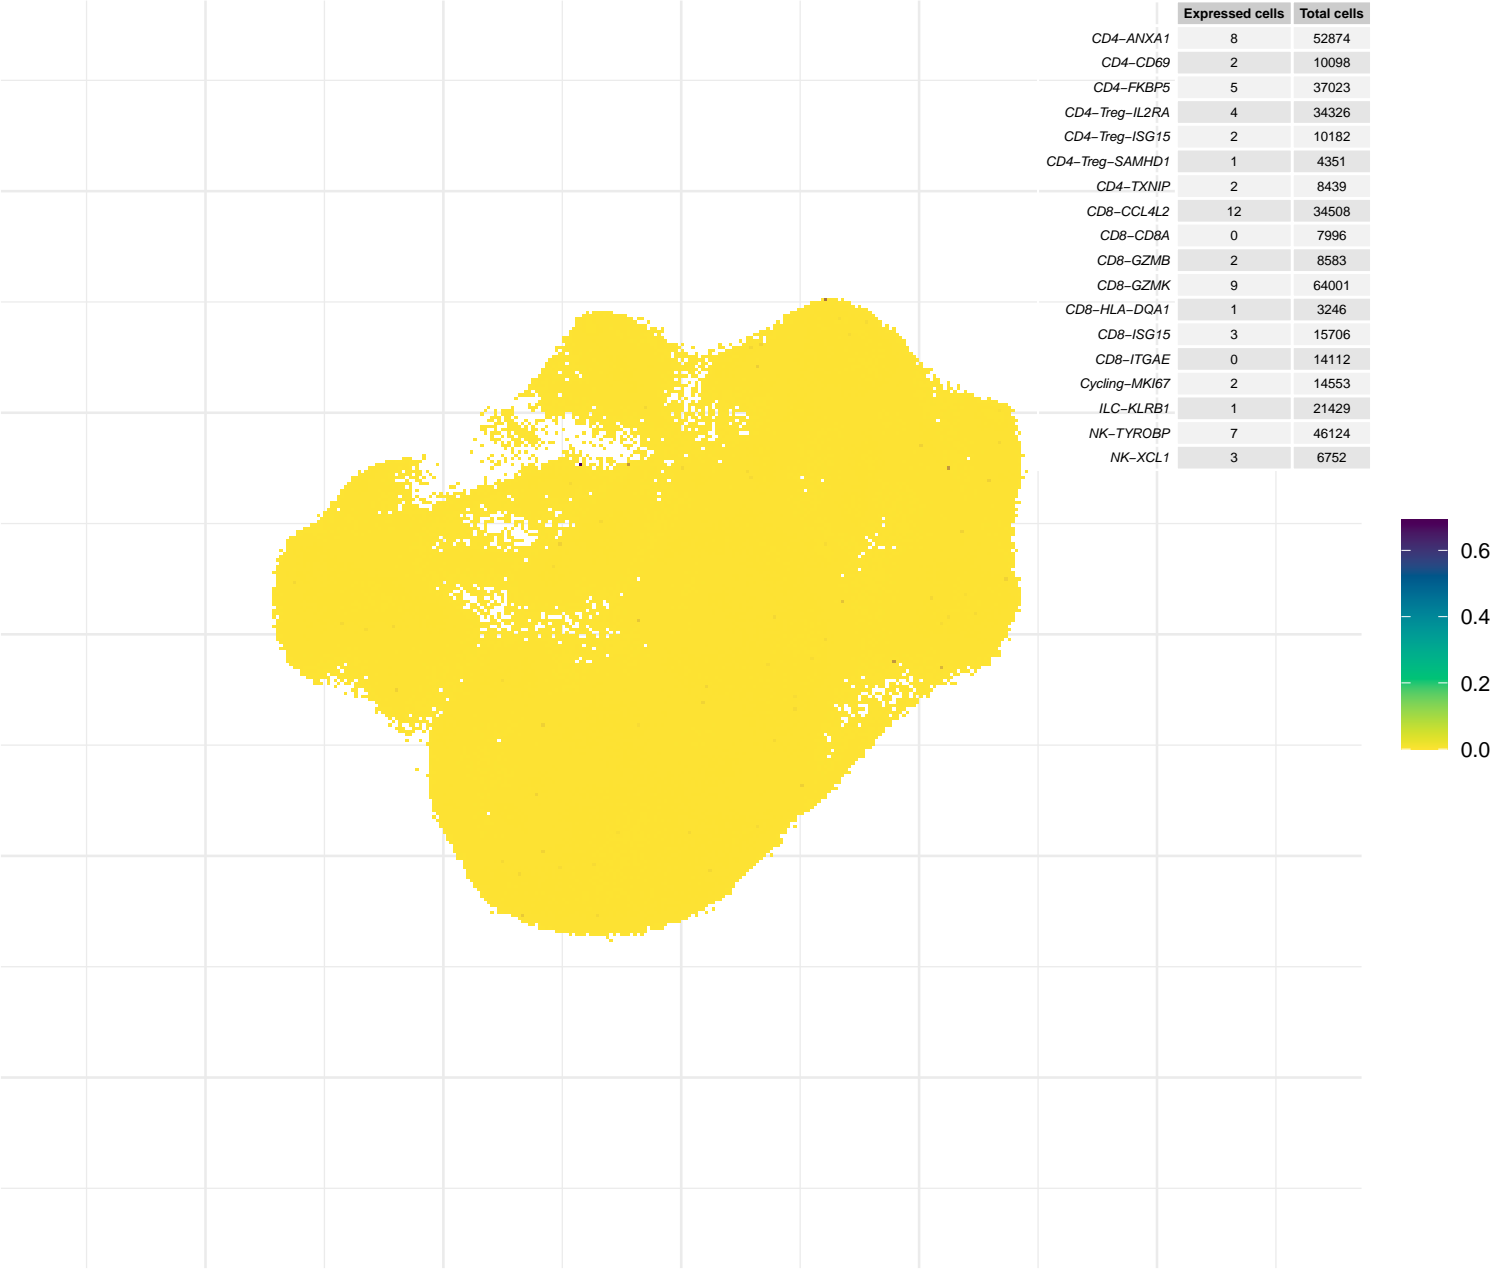 Expressed cells Total cells
CD4−ANXA1 8 52874
CD4−CD69 2 10098
CD4−FKBP5 5 37023
CD4−Treg−IL2RA 4 34326
CD4−Treg−ISG15 2 10182
CD4−Treg−SAMHD1 1 4351
CD4−TXNIP 2 8439
CD8−CCL4L2 12 34508
CD8−CD8A 0 7996
CD8−GZMB 2 8583
CD8−GZMK 9 64001
CD8−HLA−DQA1 1 3246
CD8−ISG15 3 15706
CD8−ITGAE 0 14112
Cycling−MKI67 2 14553
ILC−KLRB1 1 21429
NK−TYROBP 7 46124
NK−XCL1 3 6752
0.6
0.4
0.2
0.0